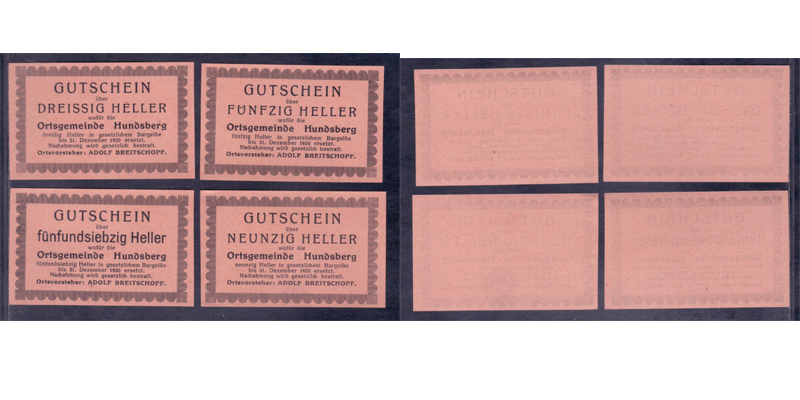 GUTSCHEIN
über
DREISSIG HELLER
wofür die
Ortsgemeinde Hundsberg
dreißig Heller in gesetzlichem Bargelde
bis 31. Dezember 1920 ersetzt.
Nachahmung wird gesetzlich bestraft.
Ortsvorsteher: ADOLF BREITSCHOPF.
GUTSCHEIN
über
FÜNFZIG HELLER
wofür die
Ortsgemeinde Hundsberg
fünfzig Heller in gesetzlichem Bargelde
bis 31. Dezember 1920 ersetzt.
Nachahmung wird gesetzlich bestraft.
Ortsvorsteher: ADOLF BREITSCHOPF.
GUTSCHEIN
über
fünfundsiebzig Heller
wofür die
Ortsgemeinde Hundsberg
fünfundsiebzig Heller in gesetzlichem Bargelde
bis 31. Dezember 1920 ersetzt.
Nachahmung wird gesetzlich bestraft.
Ortsvorsteher: ADOLF BREITSCHOPF.
GUTSCHEIN
über
NEUNZIG HELLER
wofür die
Ortsgemeinde Hundsberg
neunzig Heller in gesetzlichem Bargelde
bis 31. Dezember 1920 ersetzt.
Nachahmung wird gesetzlich bestraft.
Ortsvorsteher: ADOLF BREITSCHOPF.